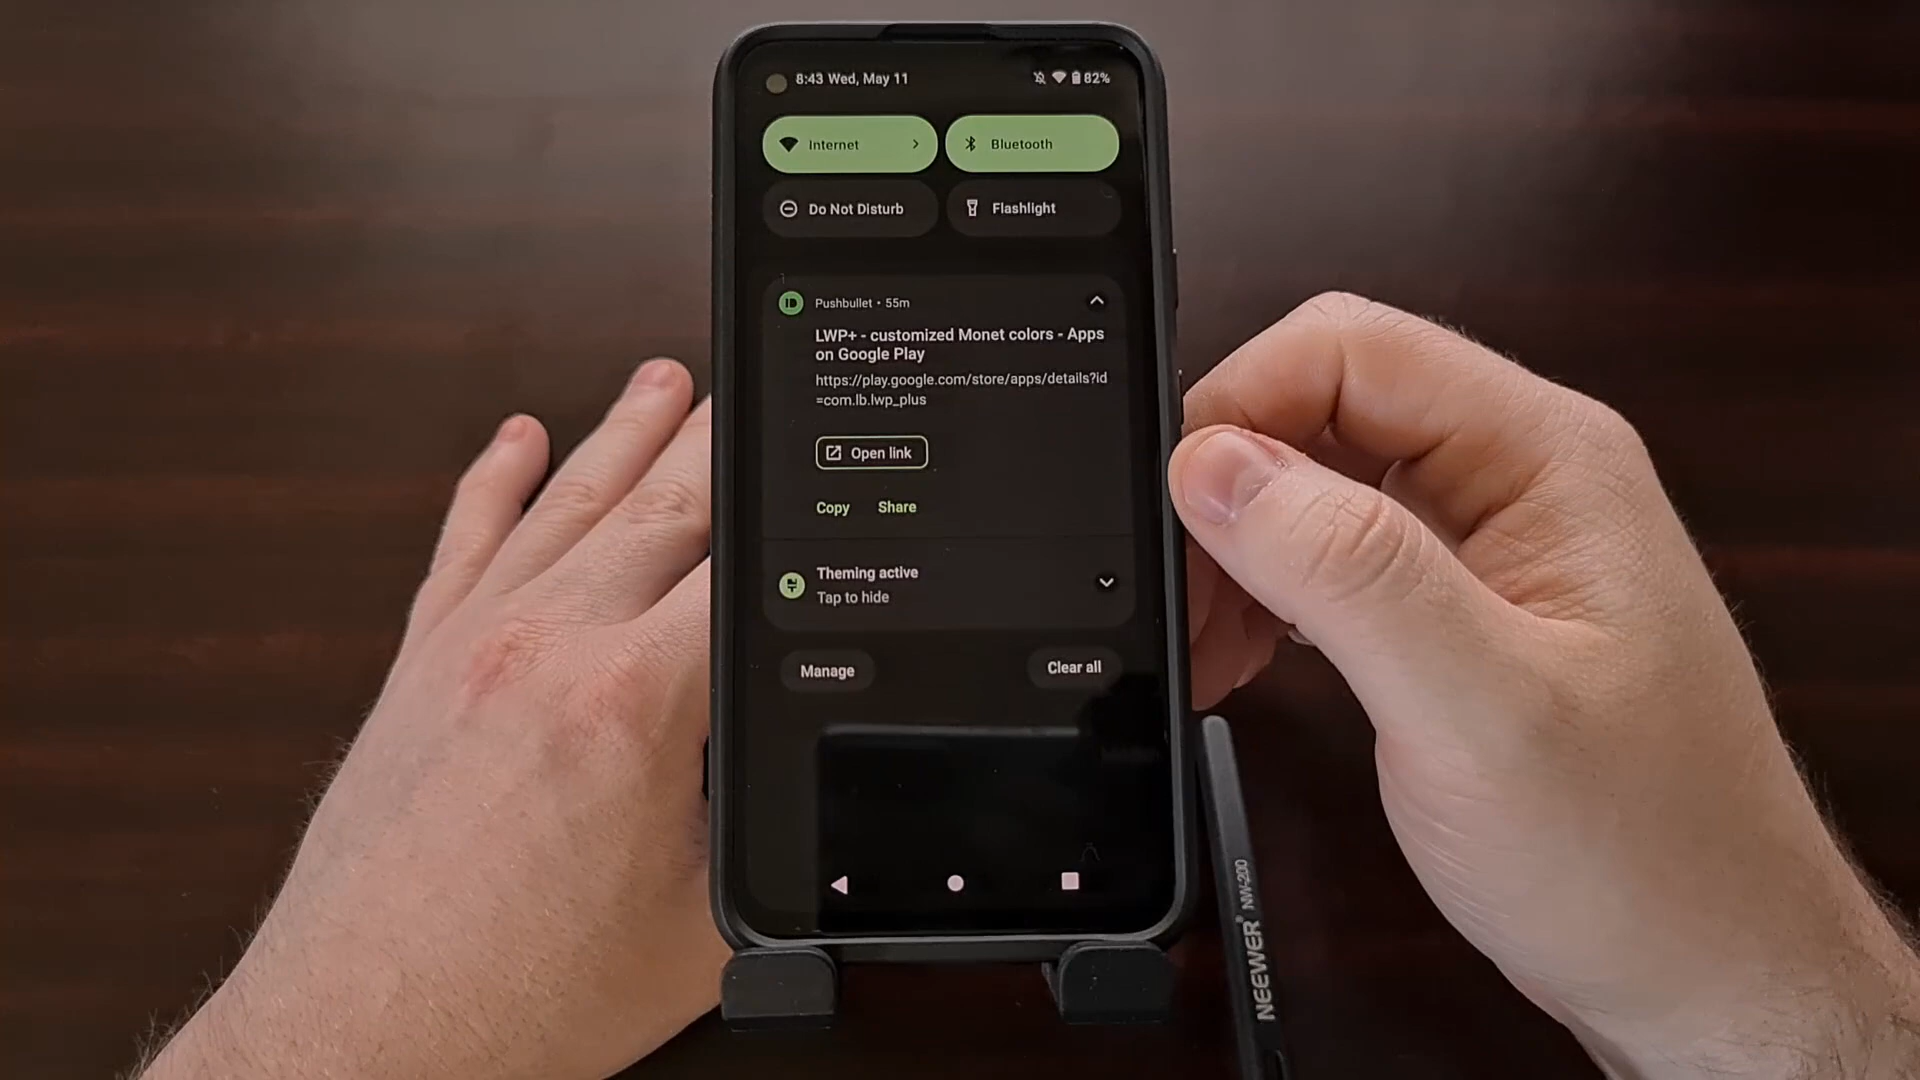 8:43 Wed, May 11
82%
Internet
Bluetooth
Do Not Disturb
Flashlight
Pushbullet • 55m
LWP+ - customized Monet colors - Apps
on Google Play
https://play.google.com/store/apps/details?id
=com.lb.lwp_plus
Open link
Copy Share
Theming active
Tap to hide
Manage
Clear all
NEEWER® NW-200